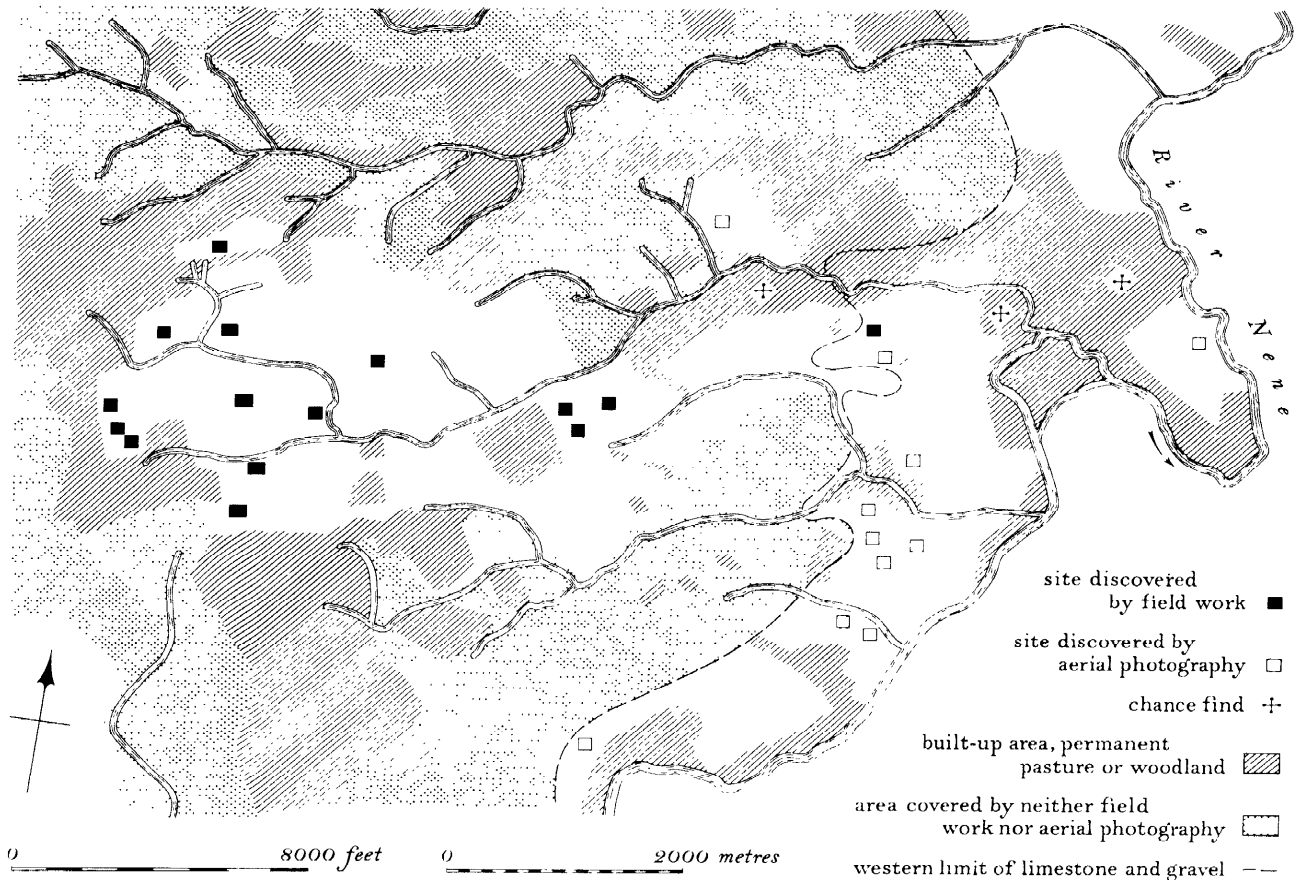 River
Nene
site discovered
by field work
site discovered by
aerial photography
chance find
built-up area, permanent
pasture or woodland
area covered by neither field
work nor aerial photography
western limit of limestone and gravel
0 8000 feet
0 2000 metres